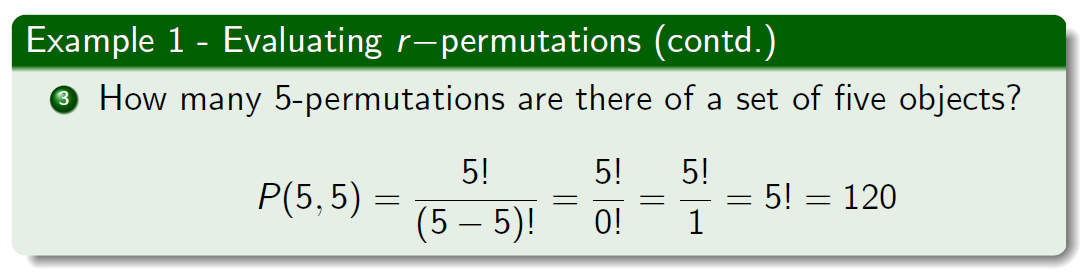 Example 1 - Evaluating r−permutations (contd.)
3 How many 5-permutations are there of a set of five objects?
P(5, 5) = 5!/(5 − 5)! = 5!/0! = 5!/1 = 5! = 120